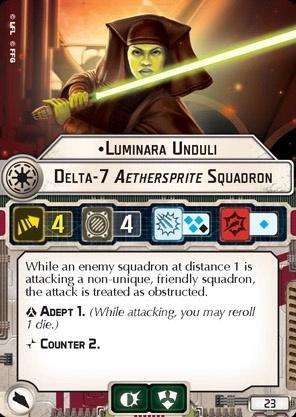 © LFL © FFG
•Luminara Unduli
Delta-7 Aethersprite Squadron
4
4
While an enemy squadron at distance 1 is
attacking a non-unique, friendly squadron,
the attack is treated as obstructed.
Adept 1. (While attacking, you may reroll
1 die.)
Counter 2.
23